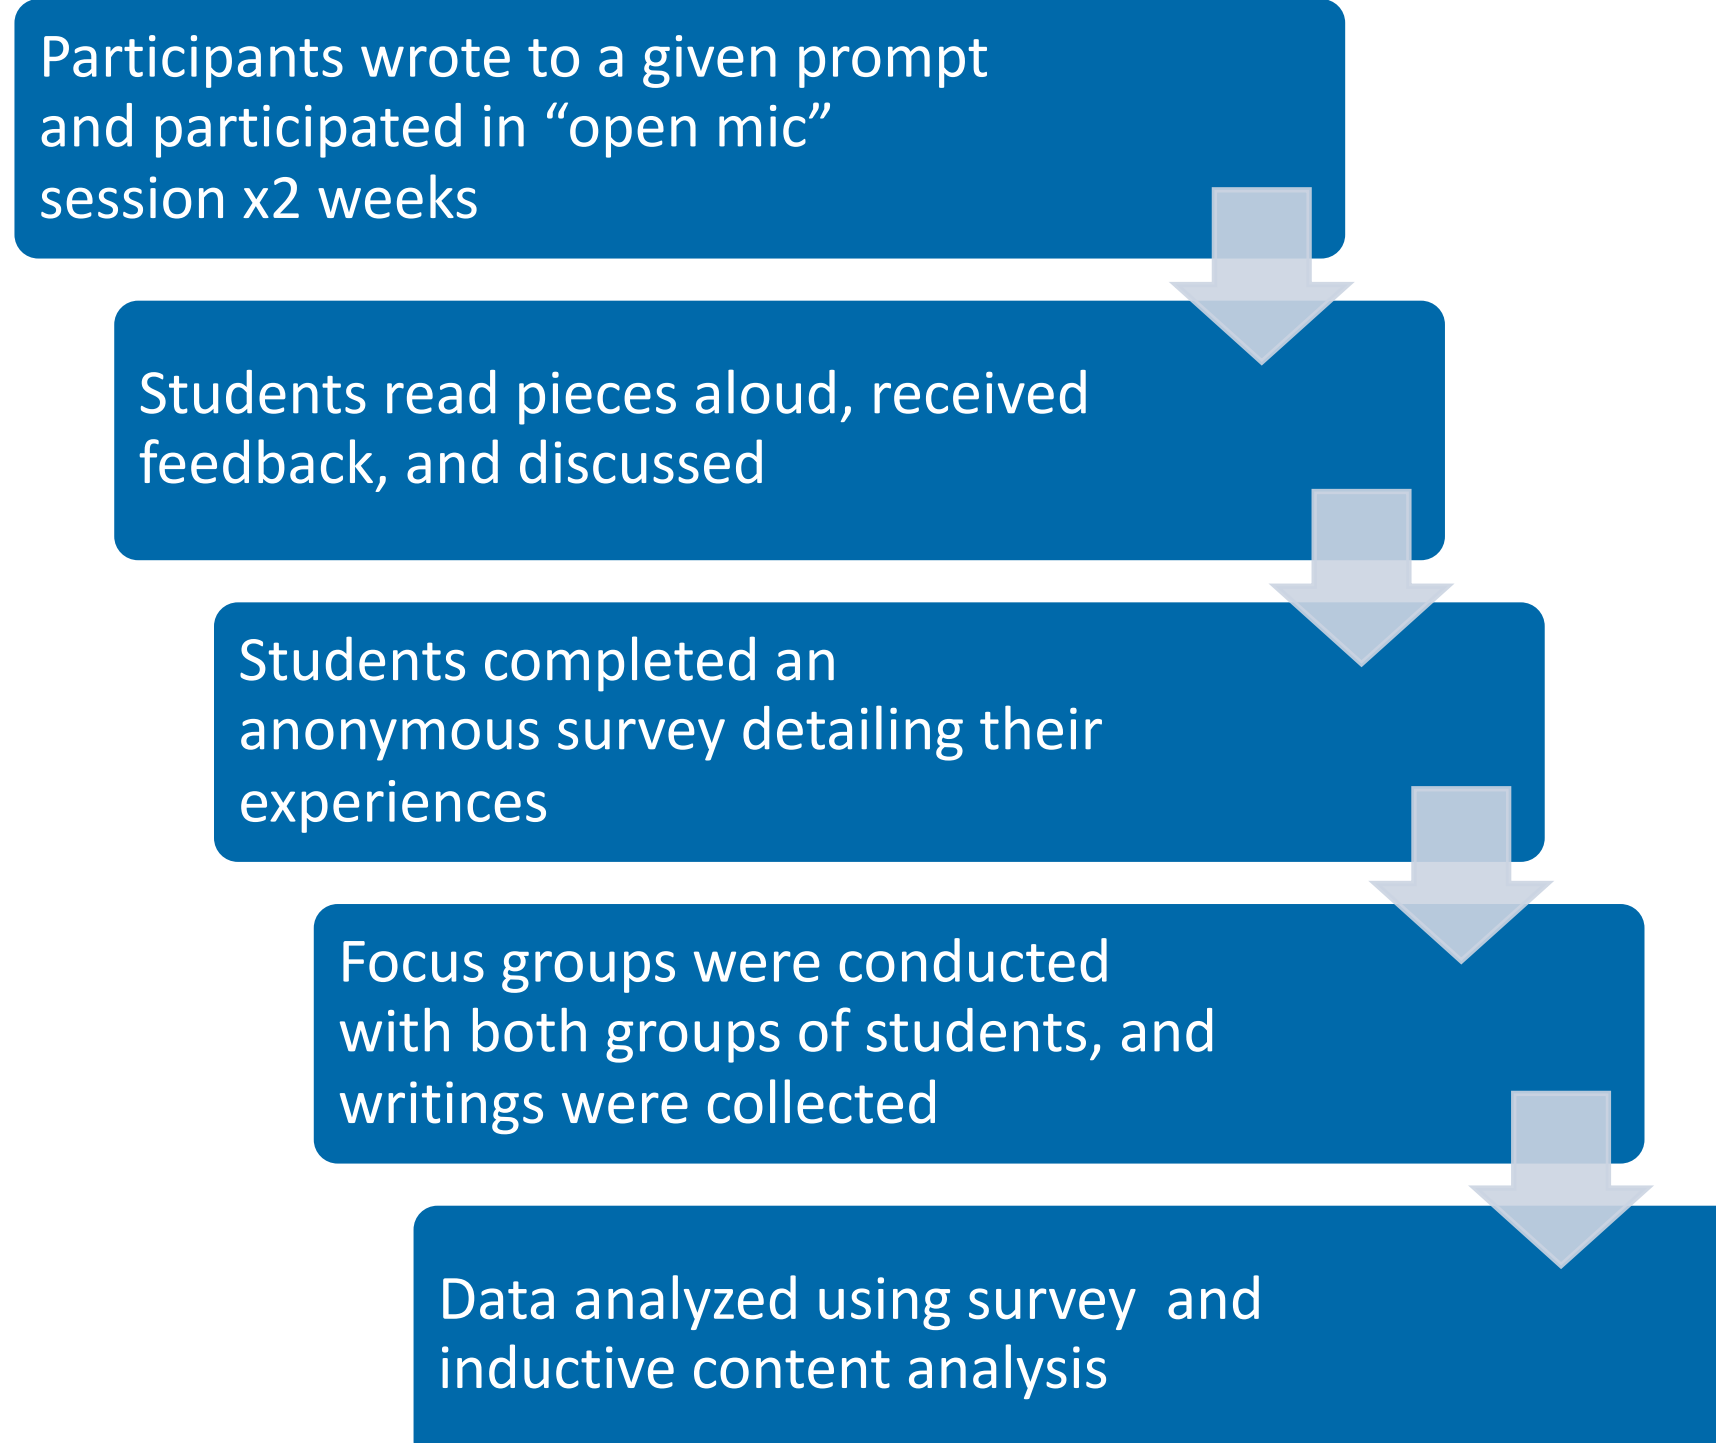 Participants wrote to a given prompt
and participated in “open mic”
session x2 weeks
Students read pieces aloud, received
feedback, and discussed
Students completed an
anonymous survey detailing their
experiences
Focus groups were conducted
with both groups of students, and
writings were collected
Data analyzed using survey  and
inductive content analysis